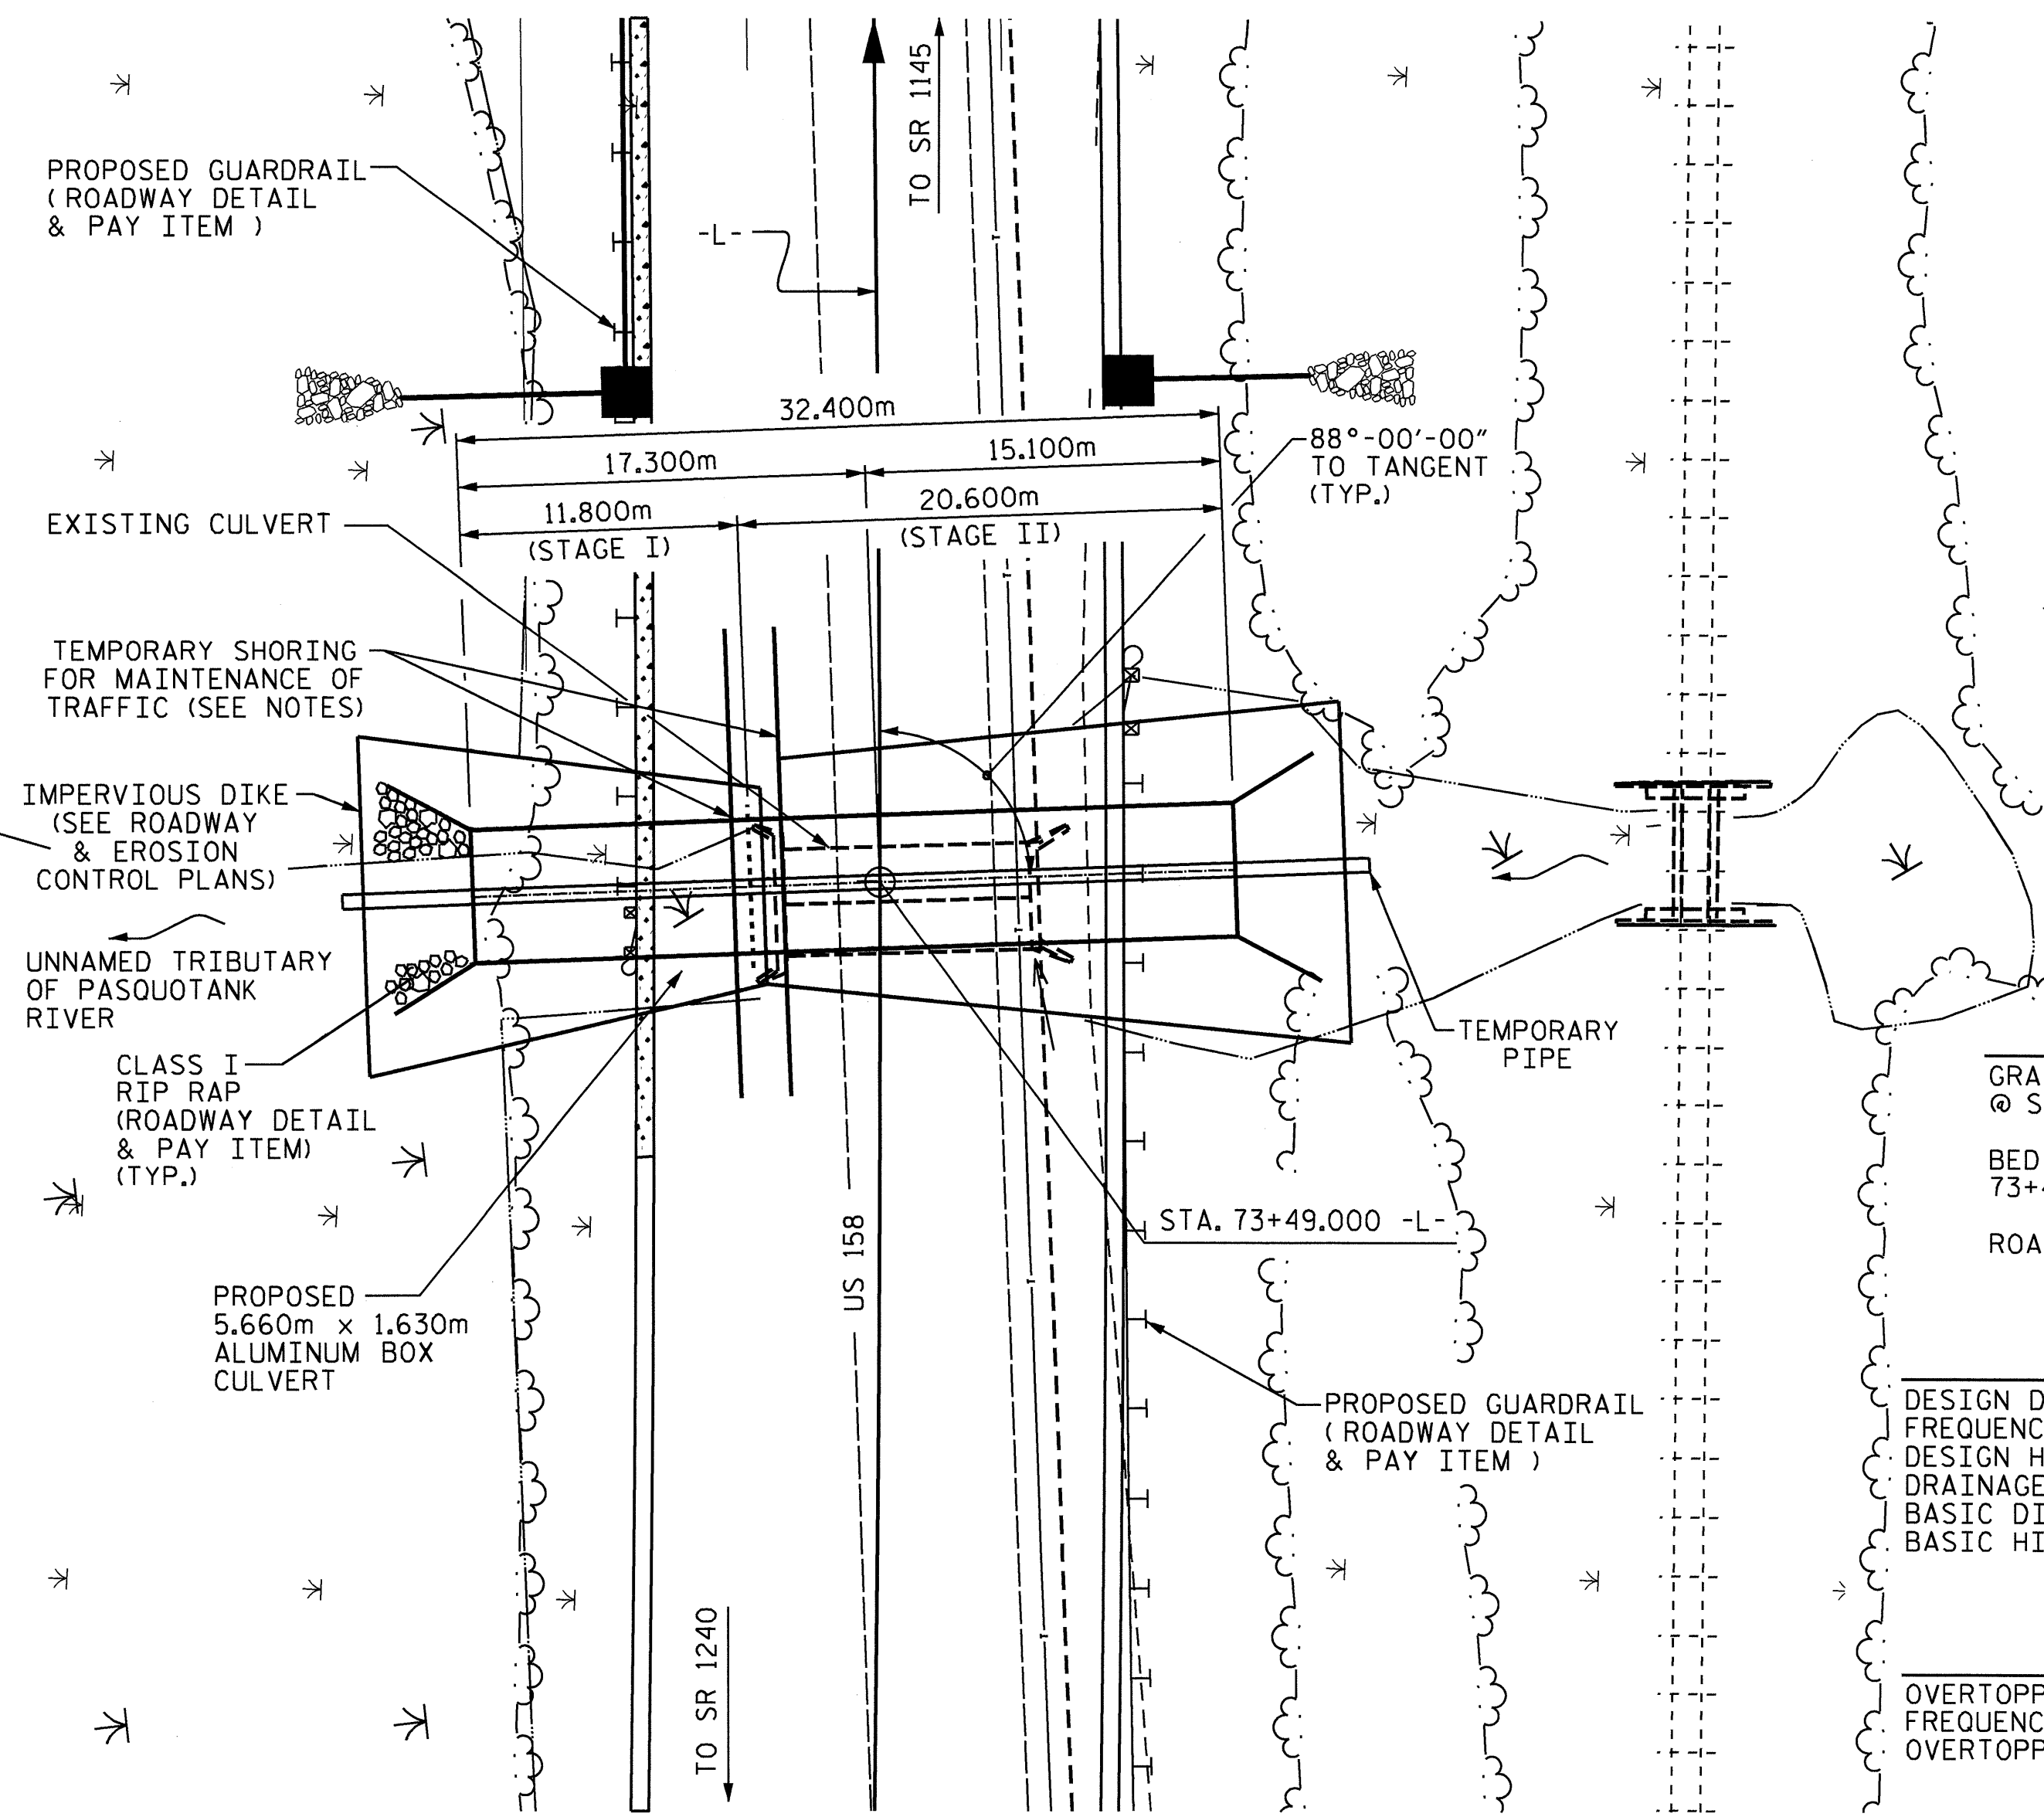 TO SR 1145
PROPOSED GUARDRAIL
(ROADWAY DETAIL
& PAY ITEM )
-L-
32.400m
17.300m
15.100m
88°-00'-00"
TO TANGENT
(TYP.)
11.800m
(STAGE I)
20.600m
(STAGE II)
EXISTING CULVERT
TEMPORARY SHORING
FOR MAINTENANCE OF
TRAFFIC (SEE NOTES)
IMPERVIOUS DIKE
(SEE ROADWAY
& EROSION
CONTROL PLANS)
UNNAMED TRIBUTARY
OF PASQUOTANK
RIVER
CLASS I
RIP RAP
(ROADWAY DETAIL
& PAY ITEM)
(TYP.)
TEMPORARY
PIPE
STA. 73+49.000 -L-
US 158
PROPOSED
5.660m x 1.630m
ALUMINUM BOX
CULVERT
PROPOSED GUARDRAIL
(ROADWAY DETAIL
& PAY ITEM )
TO SR 1240
GRA
@ S
BED
73+
ROA
DESIGN D
FREQUENC
DESIGN H
DRAINAGE
BASIC DI
BASIC HI
OVERTOPP
FREQUENC
OVERTOPP